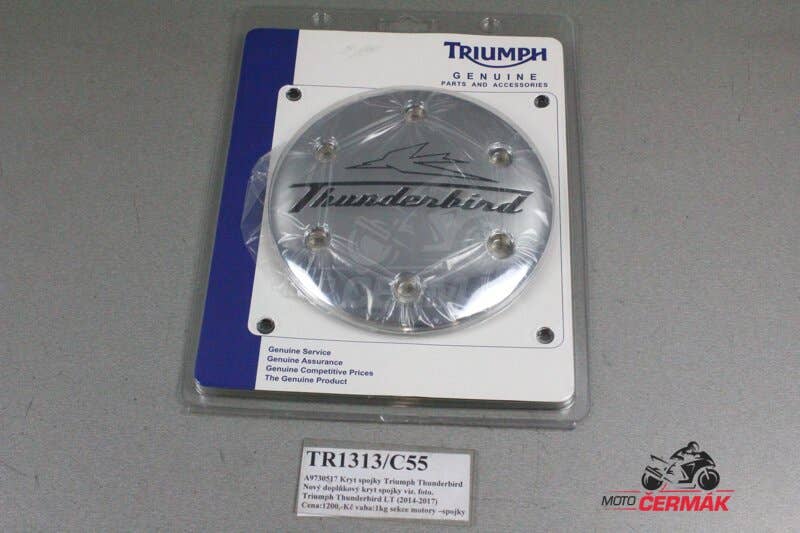 TRIUMPH
GENUINE
PARTS AND ACCESSORIES
Thunderbird
Genuine Service
Genuine Assurance
Genuine Competitive Prices
The Genuine Product
TR1313/C55
A9730517 Kryt spojky Triumph Thunderbird
Nový doplňkový kryt spojky viz. foto.
Triumph Thunderbird LT (2014-2017)
Cena:1200,-Kč vaha:1kg sekce motory –spojky
MOTO ČERMÁK